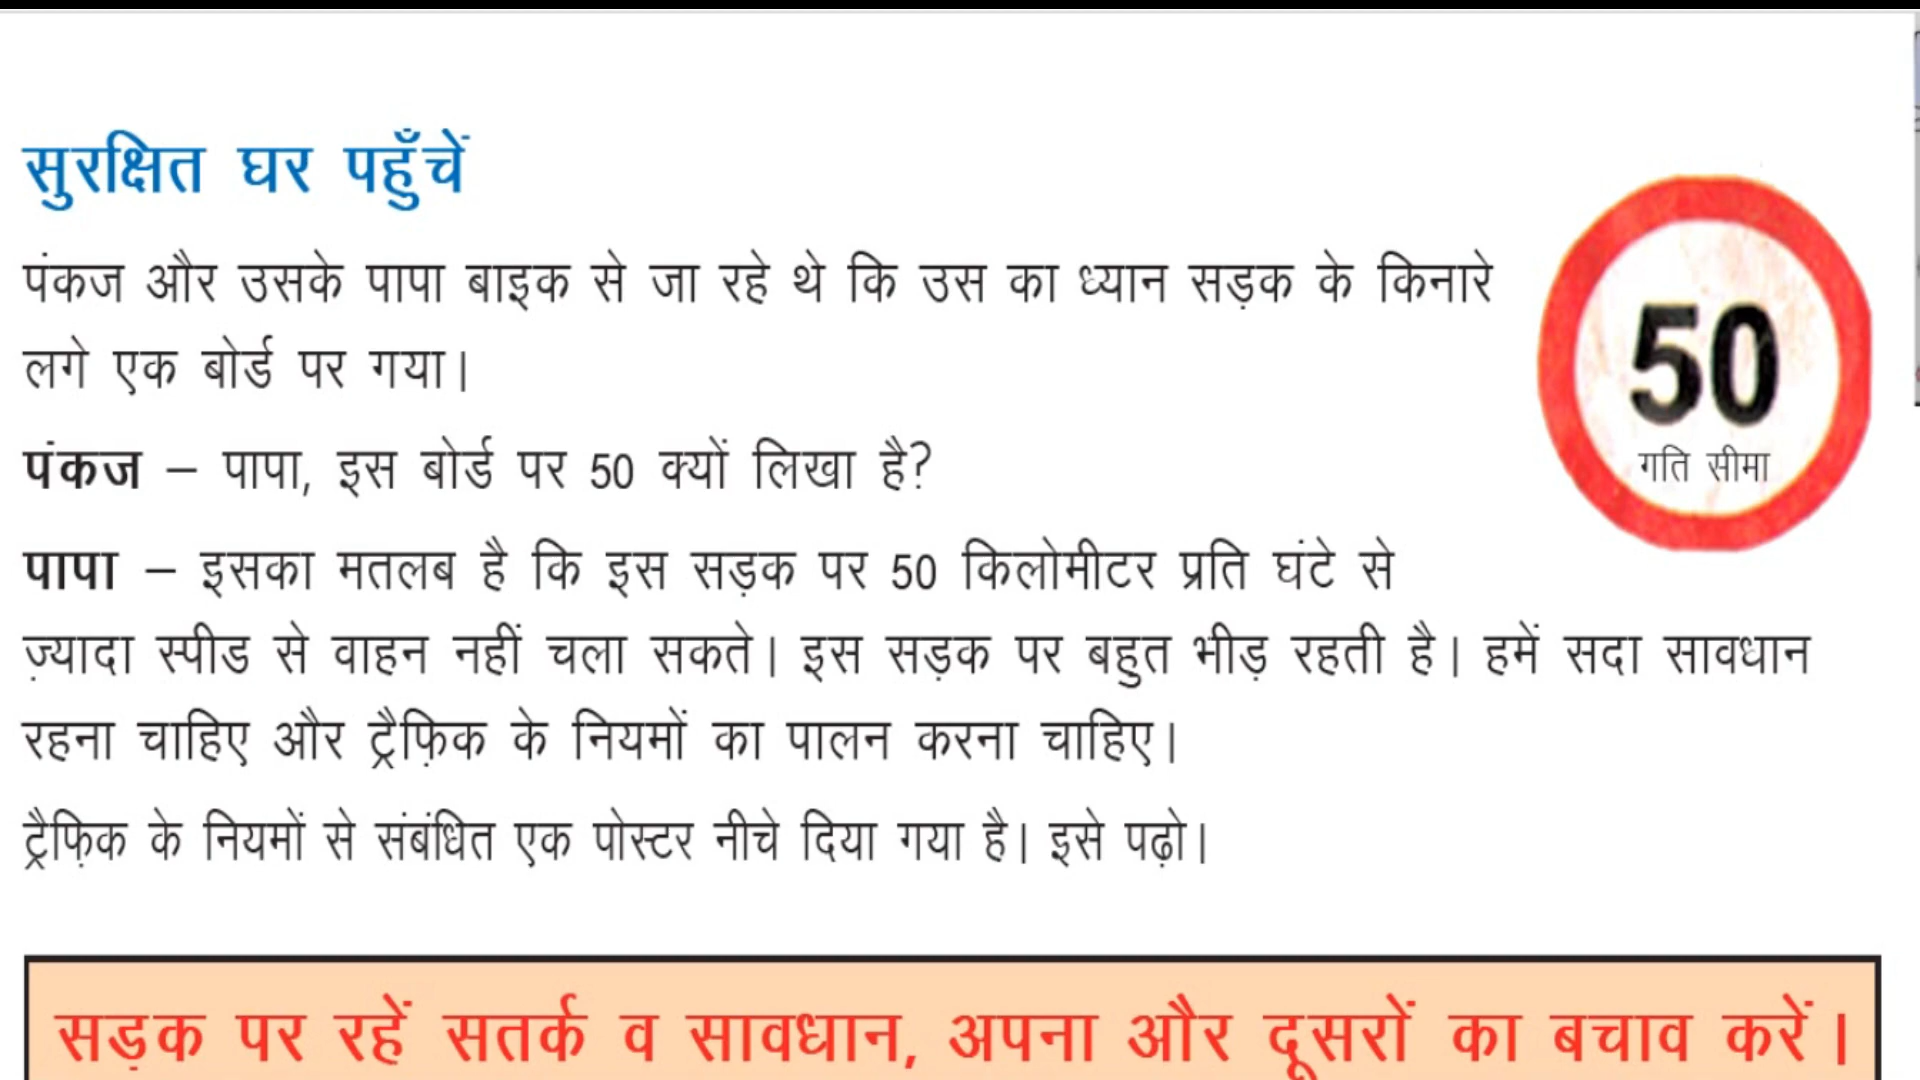 सुरक्षित घर पहुँचें
पंकज और उसके पापा बाइक से जा रहे थे कि उस का ध्यान सड़क के किनारे
लगे एक बोर्ड पर गया।
50
गति सीमा
पंकज – पापा, इस बोर्ड पर 50 क्यों लिखा है?
पापा – इसका मतलब है कि इस सड़क पर 50 किलोमीटर प्रति घंटे से
ज़्यादा स्पीड से वाहन नहीं चला सकते। इस सड़क पर बहुत भीड़ रहती है। हमें सदा सावधान
रहना चाहिए और ट्रैफ़िक के नियमों का पालन करना चाहिए।
ट्रैफ़िक के नियमों से संबंधित एक पोस्टर नीचे दिया गया है। इसे पढ़ो।
सड़क पर रहें सतर्क व सावधान, अपना और दूसरों का बचाव करें।